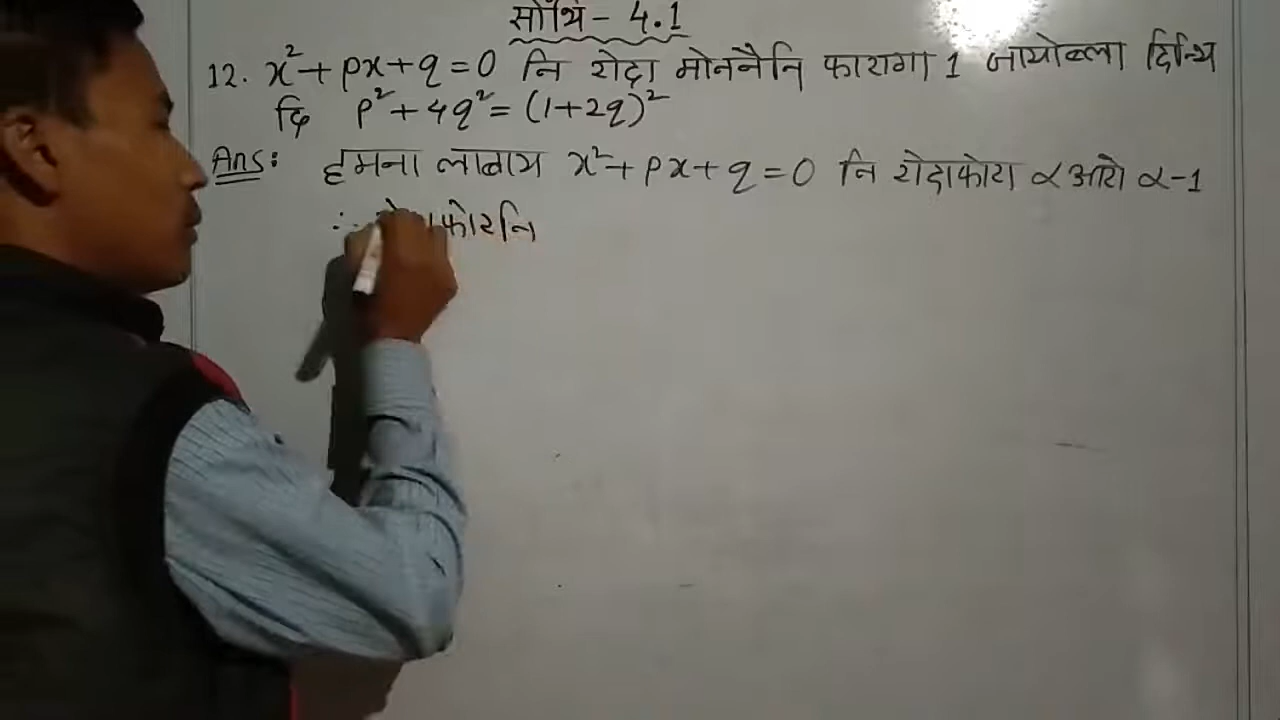 सोंथि - 4.1
12. x² + px + q = 0 नि रोदा मोननैनि फारागा 1 जायोब्ला दिन्थि
दि p² + 4q² = (1+2q)²
Ans: हमना लाबाय x² + px + q = 0 नि रोदाफोरा α आरो α-1
∴ फोरनि